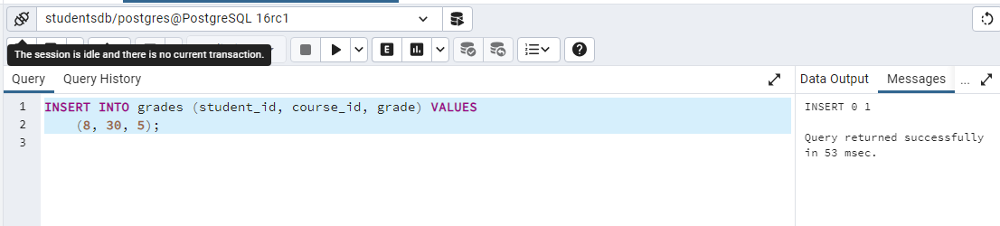 studentsdb/postgres@PostgreSQL 16rc1
The session is idle and there is no current transaction.
E
Query
Query History
1 INSERT INTO grades (student_id, course_id, grade) VALUES
2 (8, 30, 5);
3
Data Output
Messages
...
INSERT 0 1
Query returned successfully
in 53 msec.